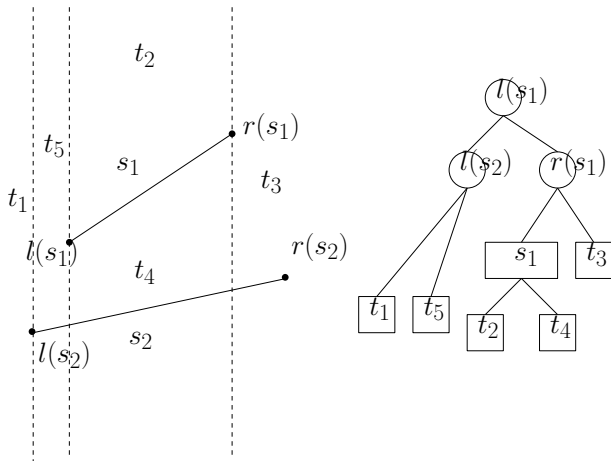 t₂
t₅
s₁
r(s₁)
t₁
t₃
l(s₁)
t₄
r(s₂)
s₂
l(s₂)
l(s₁)
l(s₂)
r(s₁)
s₁
t₃
t₁
t₅
t₂
t₄